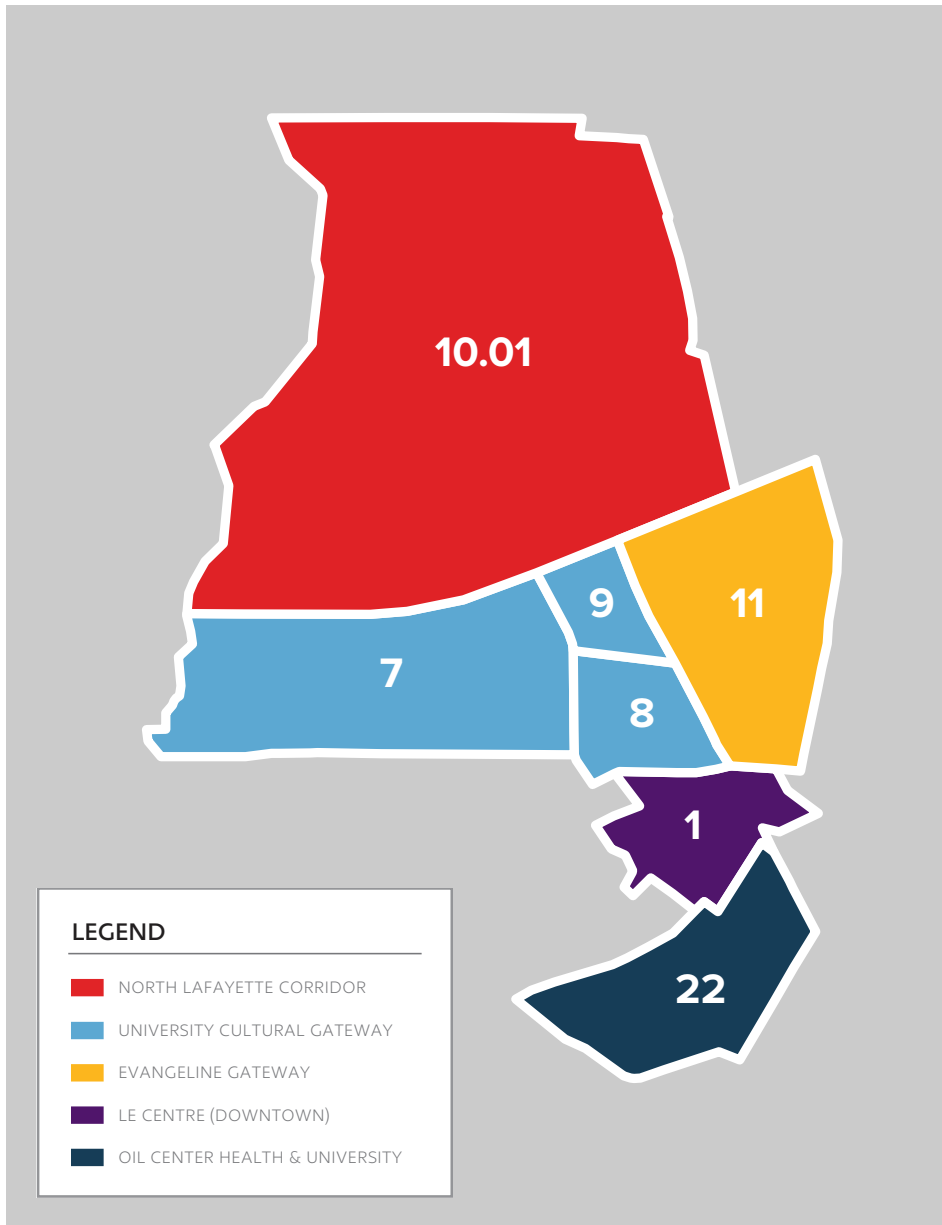 10.01
9
11
7
8
1
22
LEGEND
NORTH LAFAYETTE CORRIDOR
UNIVERSITY CULTURAL GATEWAY
EVANGELINE GATEWAY
LE CENTRE (DOWNTOWN)
OIL CENTER HEALTH & UNIVERSITY